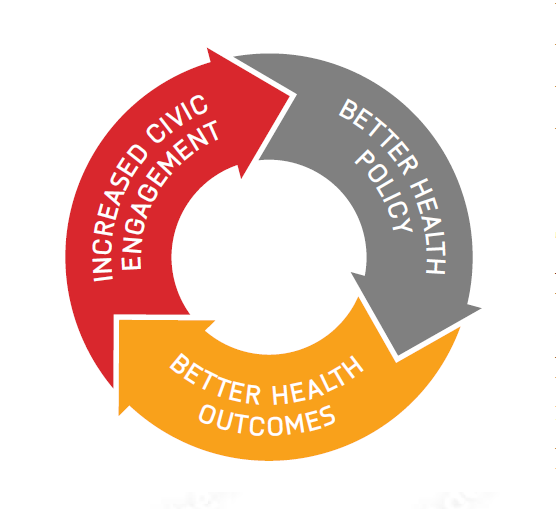 INCREASED CIVIC
ENGAGEMENT
BETTER HEALTH
POLICY
BETTER HEALTH
OUTCOMES